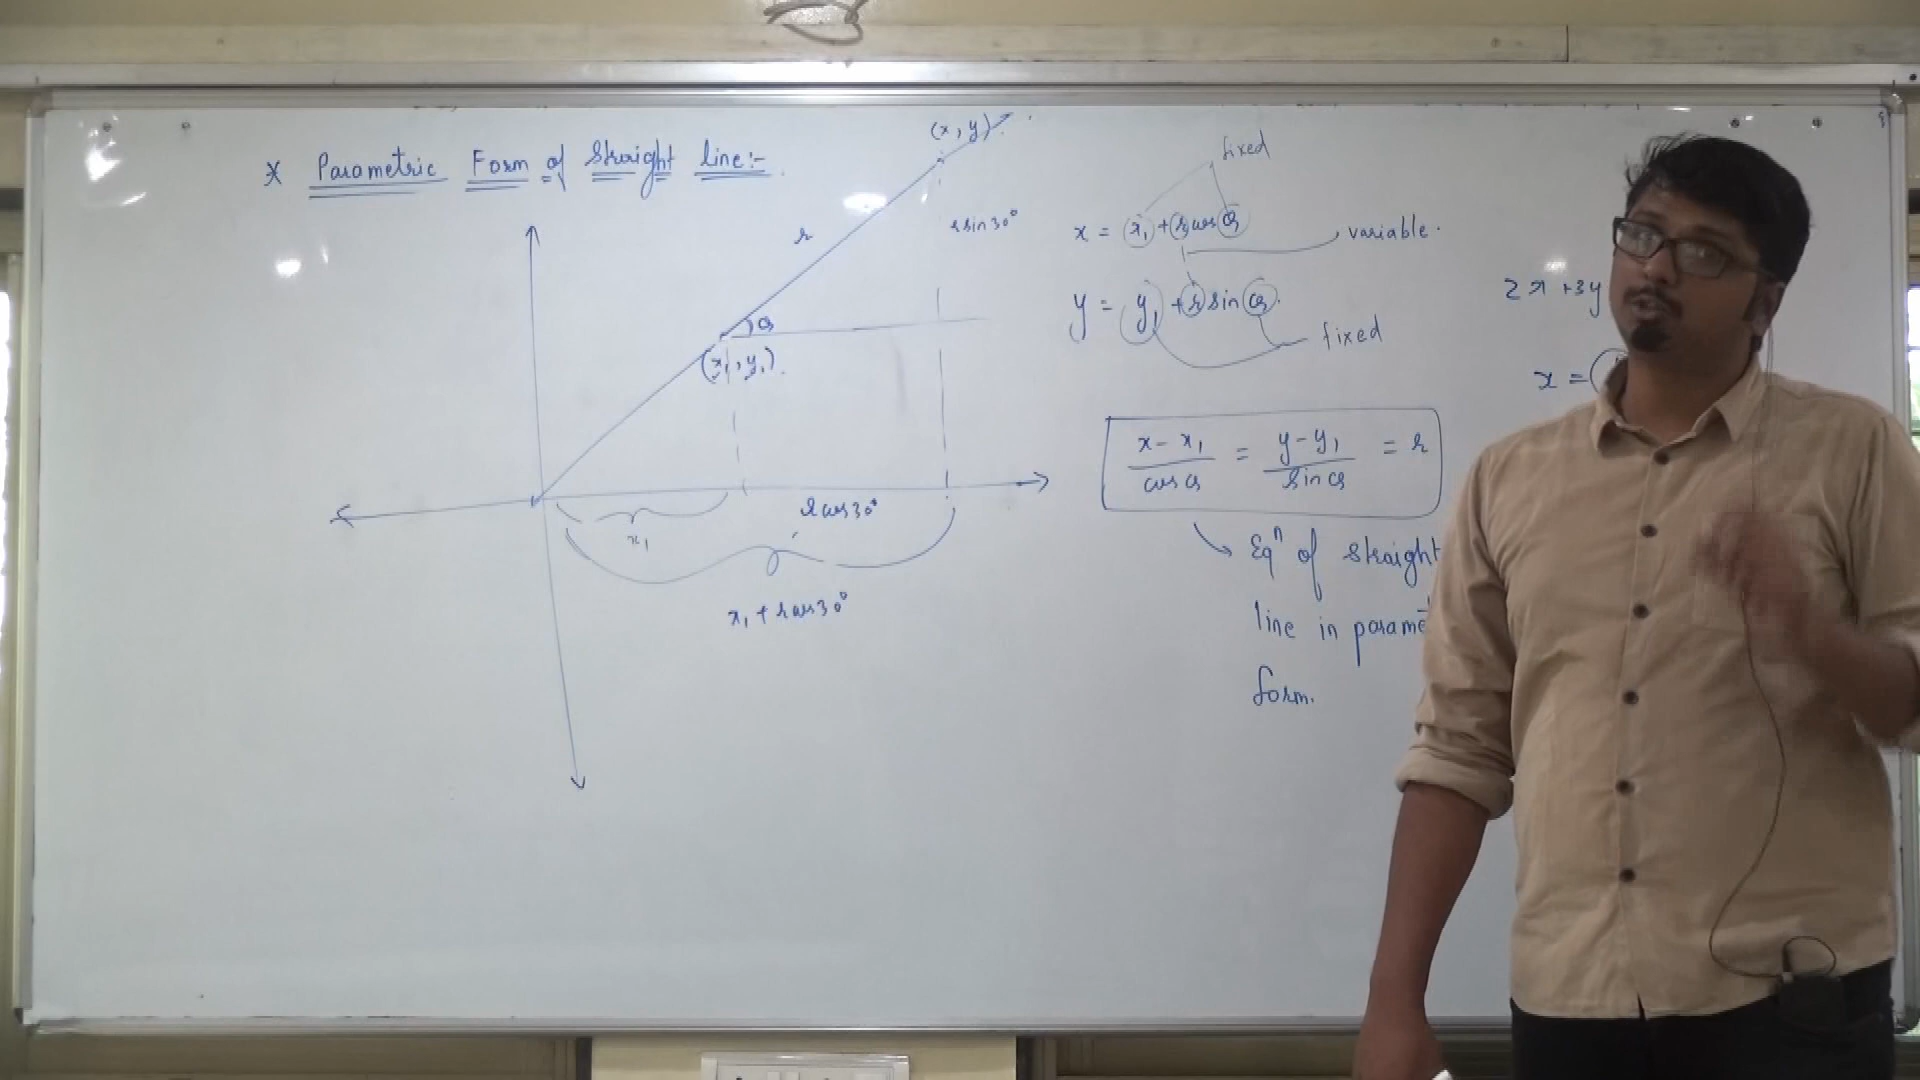 * Parametric Form of Straight line:-
(x, y)
r
r sin 30°
θ
(x₁, y₁)
x₁
r cos 30°
x₁ + r cos 30°
fixed
x = x₁ + r cos θ
variable.
y = y₁ + r sin θ.
fixed
x - x₁ / cos θ = y - y₁ / sin θ = r
Eqⁿ of straight
line in parame
form.
2x + 3y
x = (